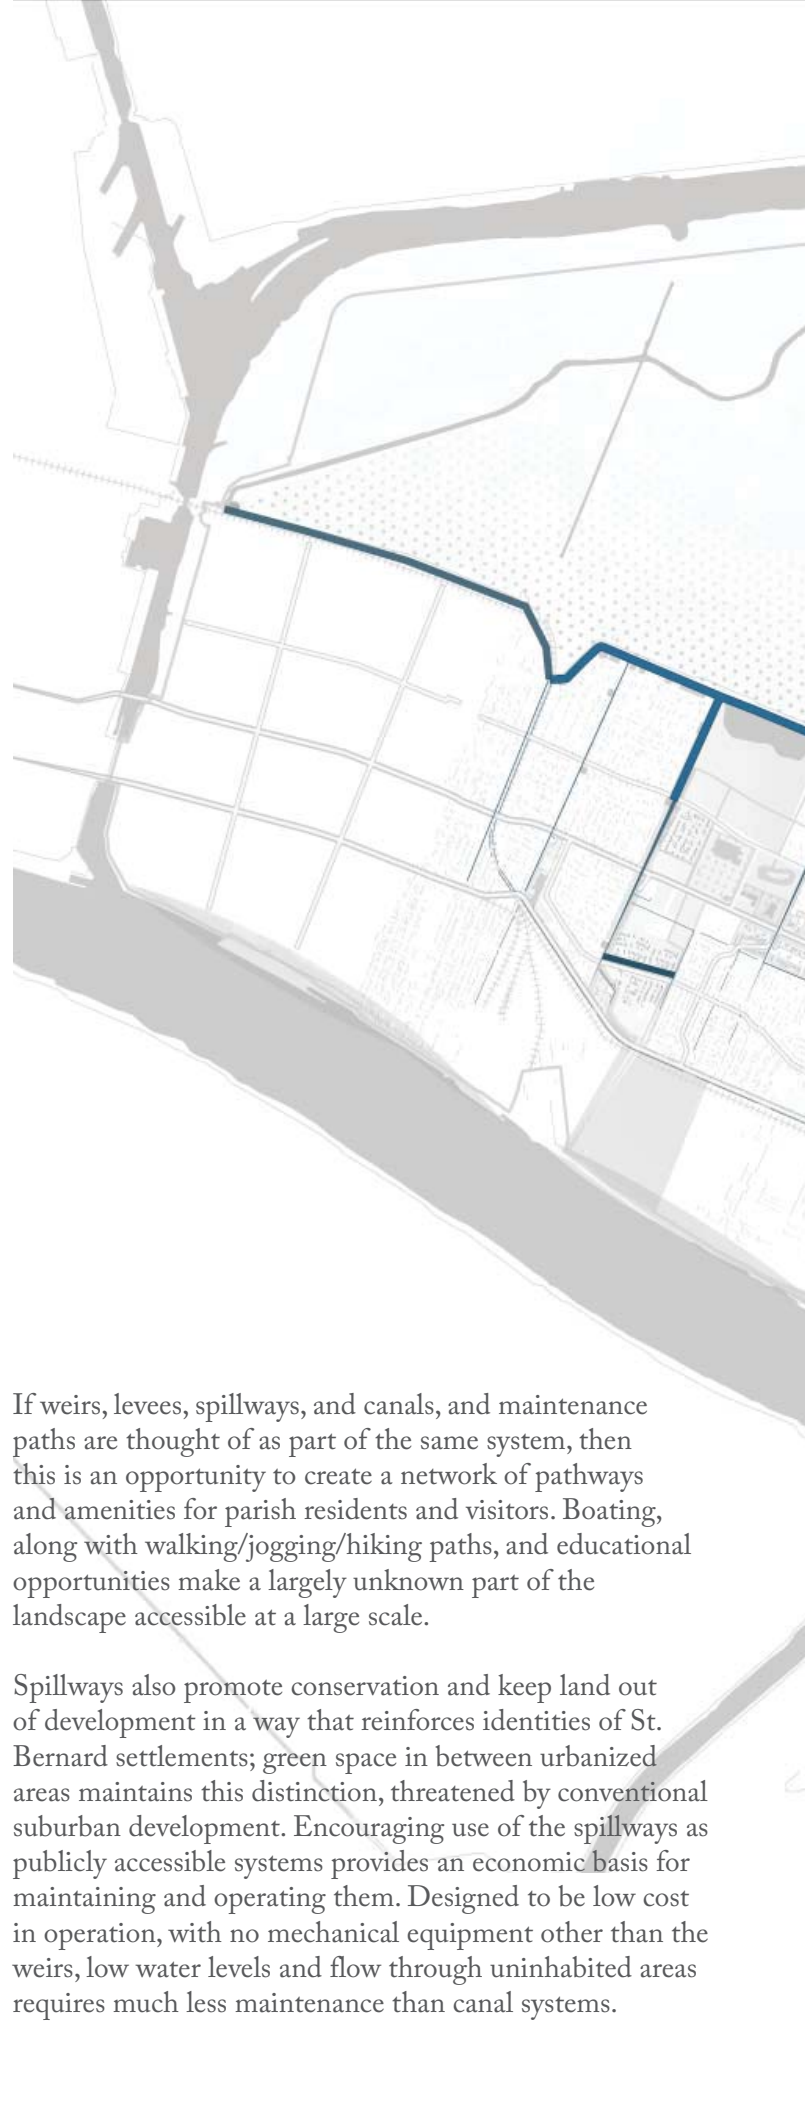 If weirs, levees, spillways, and canals, and maintenance
paths are thought of as part of the same system, then
this is an opportunity to create a network of pathways
and amenities for parish residents and visitors. Boating,
along with walking/jogging/hiking paths, and educational
opportunities make a largely unknown part of the
landscape accessible at a large scale.
Spillways also promote conservation and keep land out
of development in a way that reinforces identities of St.
Bernard settlements; green space in between urbanized
areas maintains this distinction, threatened by conventional
suburban development. Encouraging use of the spillways as
publicly accessible systems provides an economic basis for
maintaining and operating them. Designed to be low cost
in operation, with no mechanical equipment other than the
weirs, low water levels and flow through uninhabited areas
requires much less maintenance than canal systems.